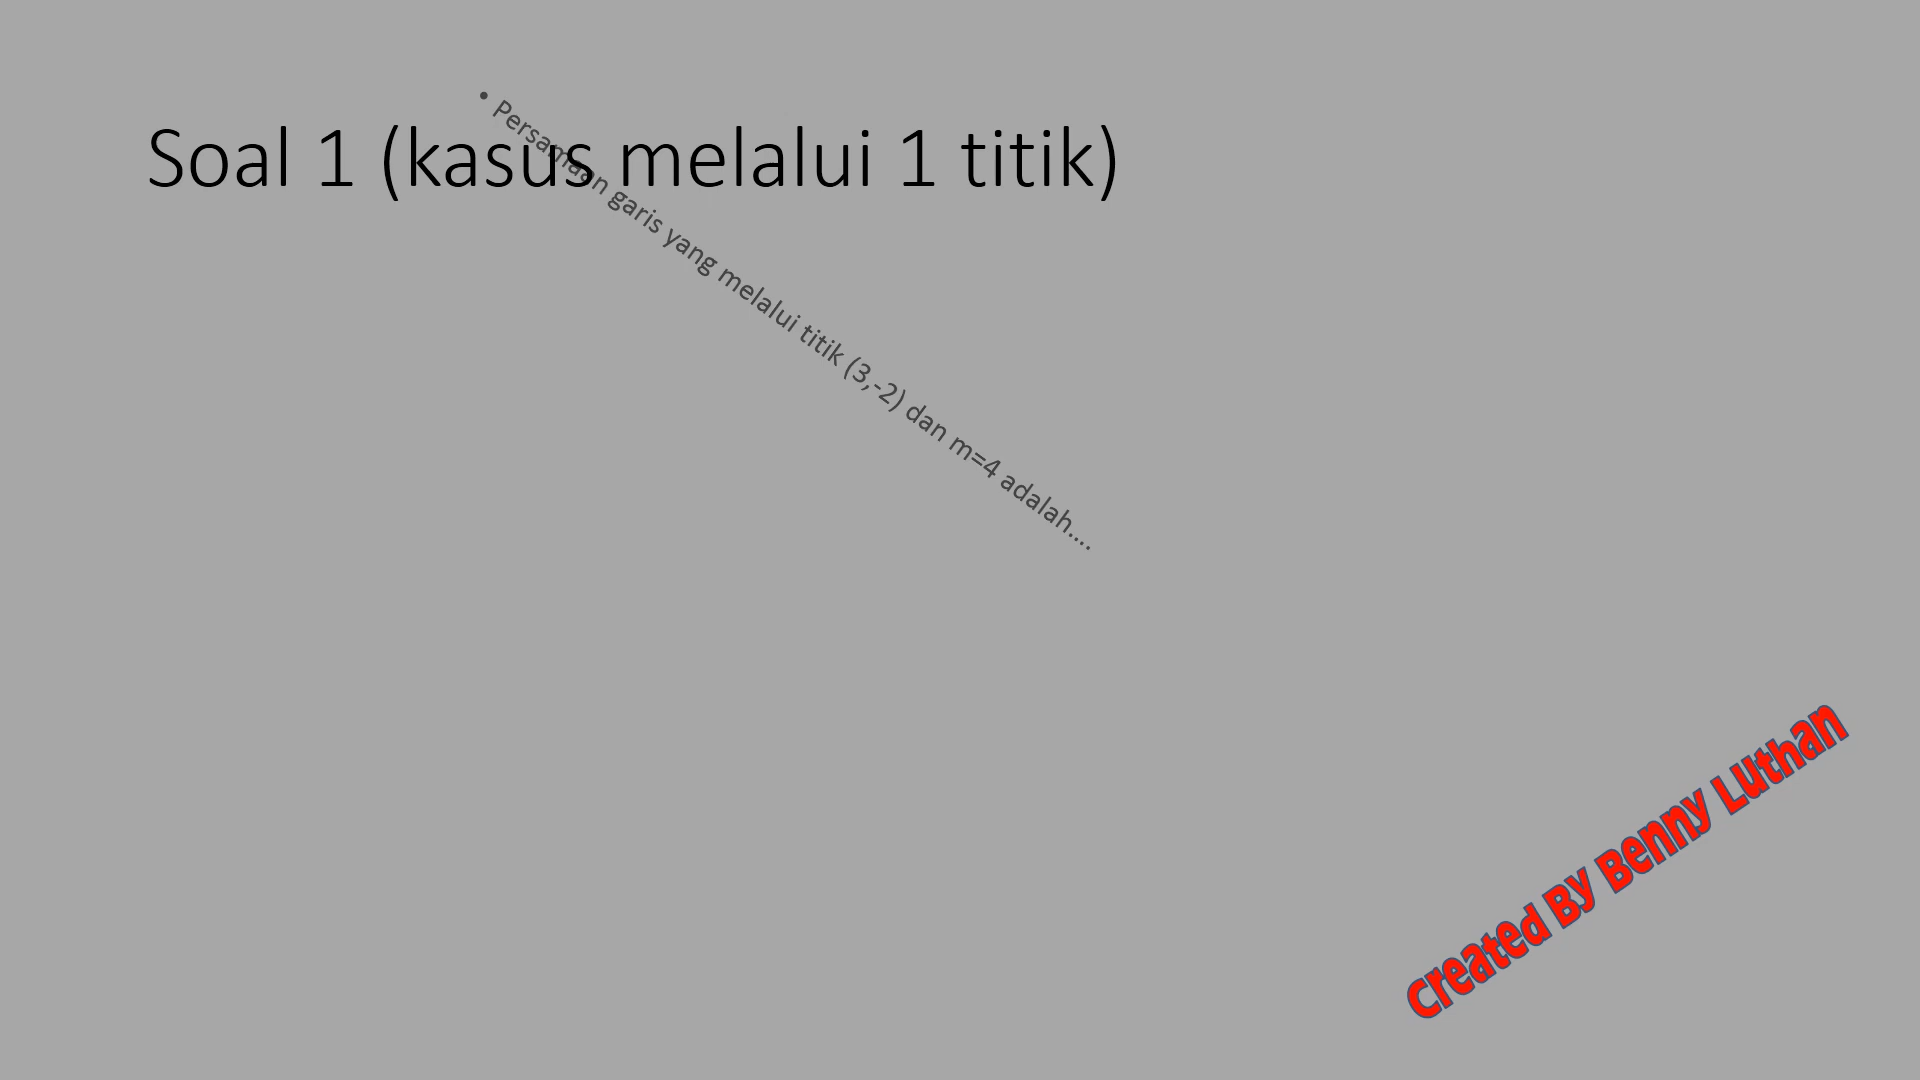 Soal 1 (kasus melalui 1 titik)
• Persamaan garis yang melalui titik (3,-2) dan m=4 adalah....
Created By Benny Luthan